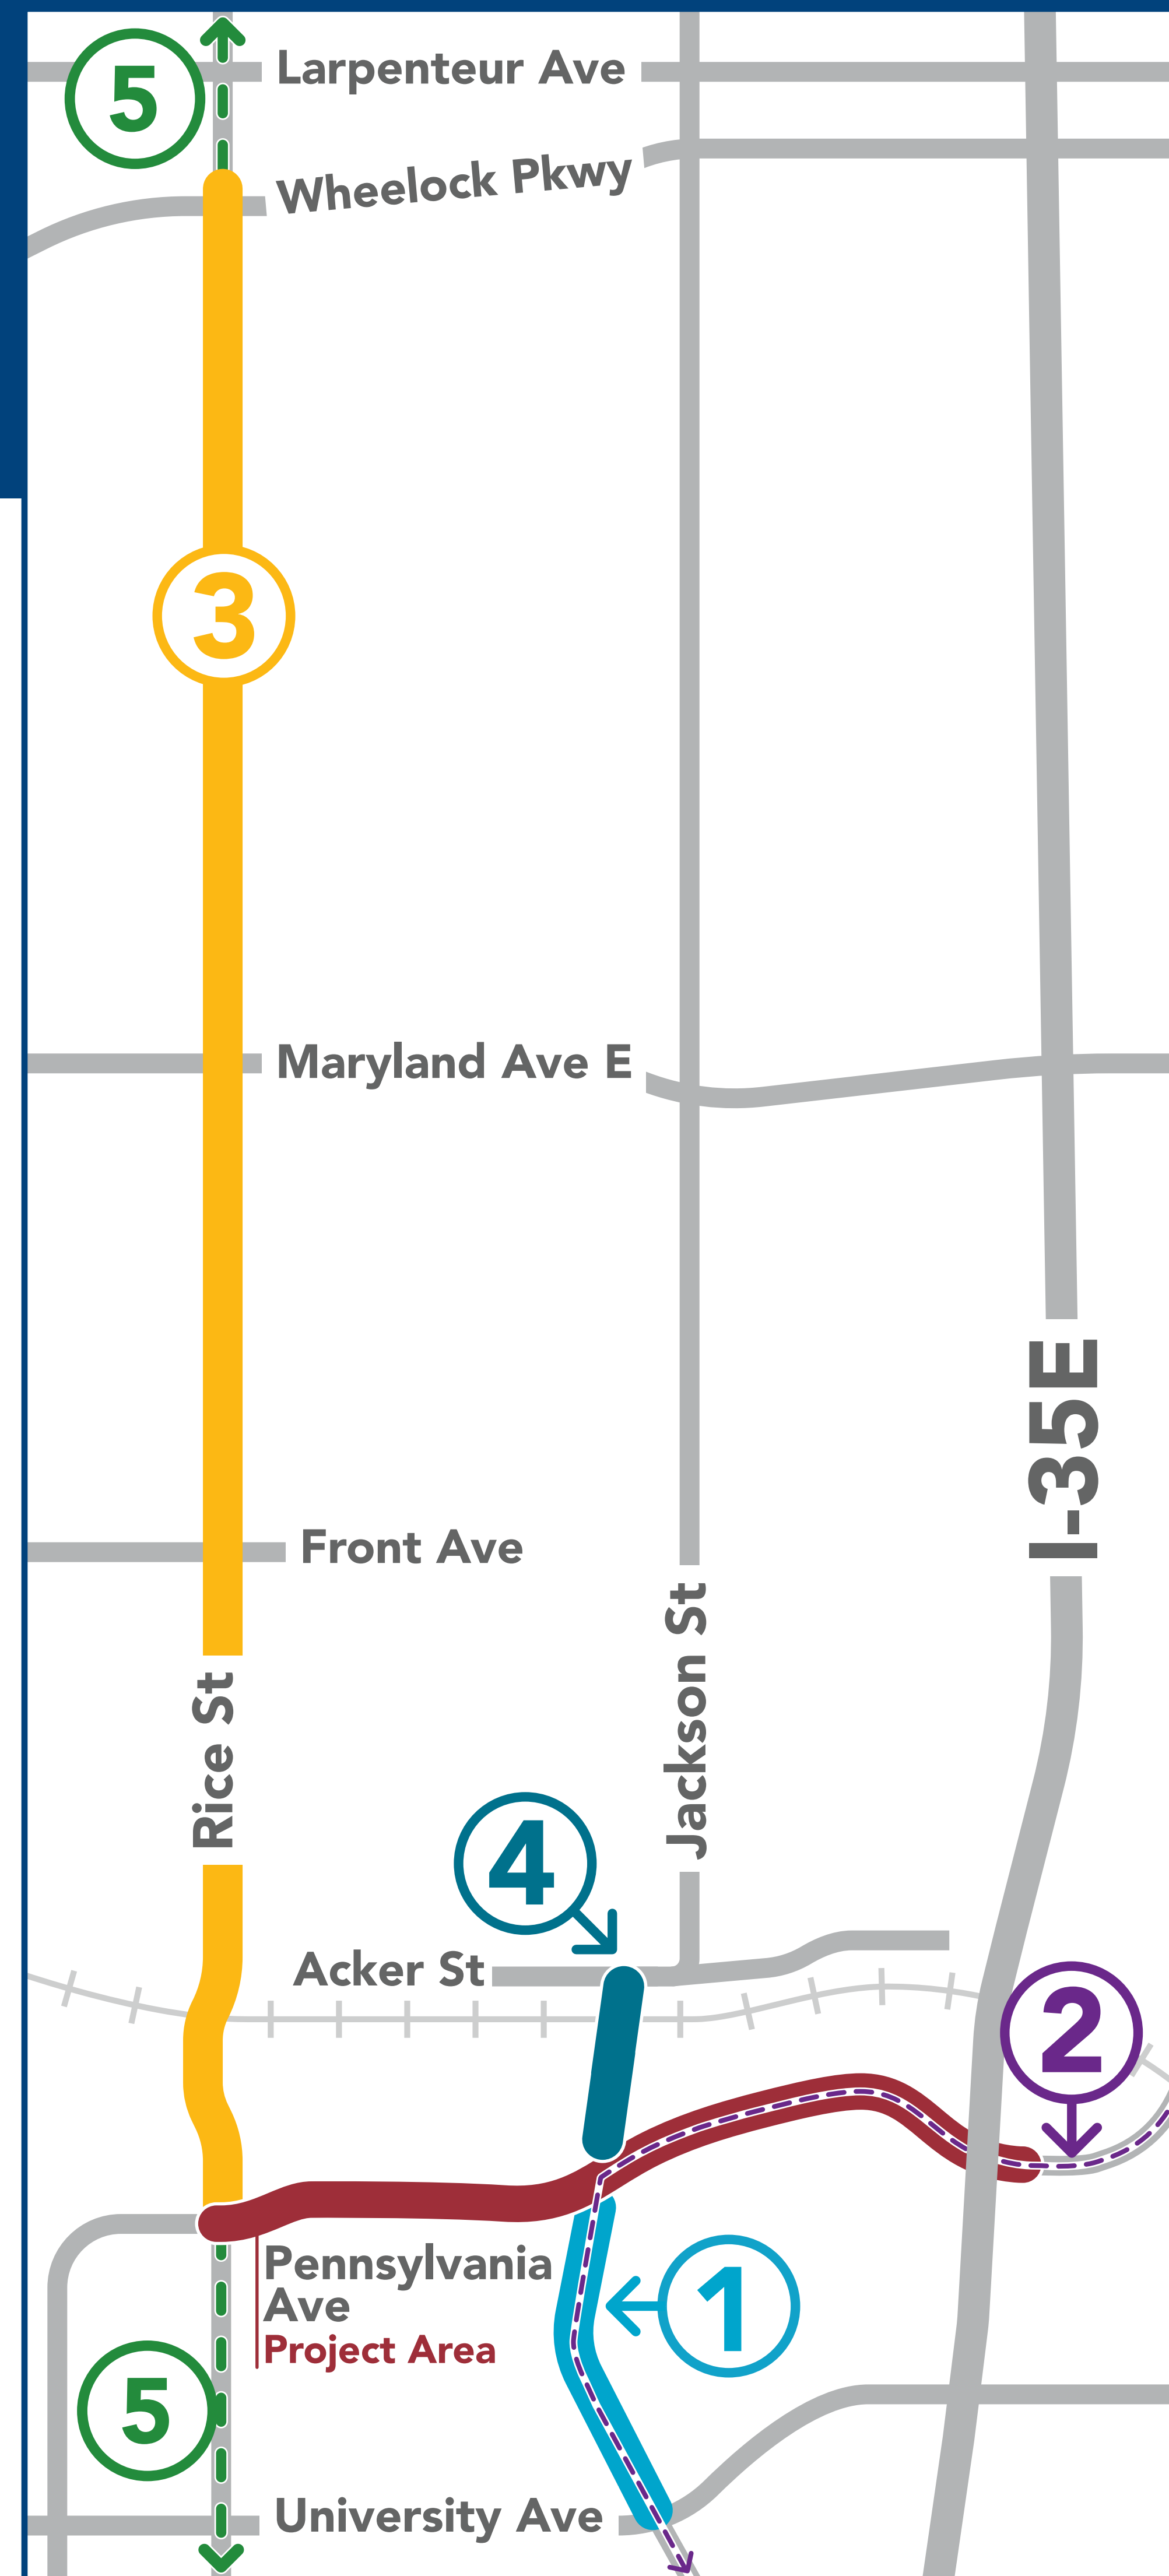 5
Larpenteur Ave
Wheelock Pkwy
3
Maryland Ave E
I-35E
Front Ave
Jackson St
Rice St
4
Acker St
2
Pennsylvania
Ave
Project Area
1
5
University Ave